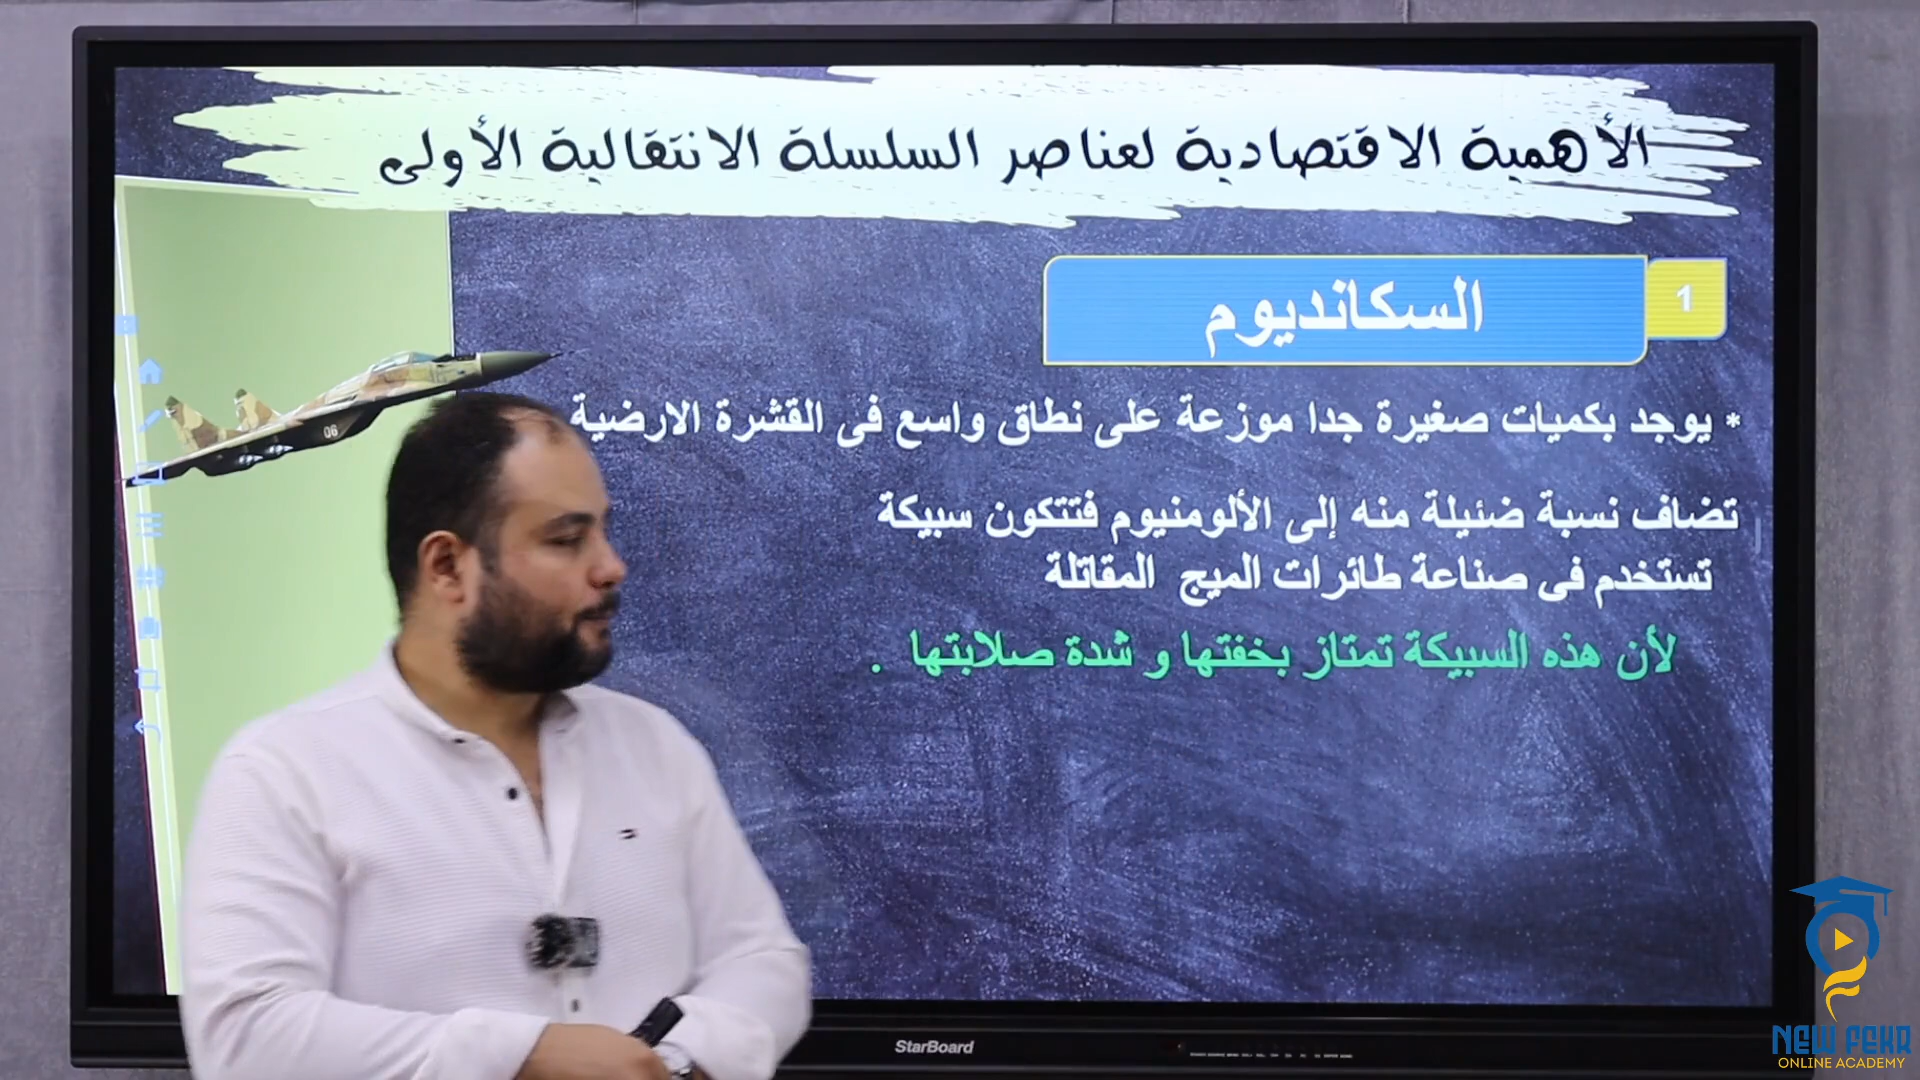 الأهمية الاقتصادية لعناصر السلسلة الانتقالية الأولى
1
السكانديوم
* يوجد بكميات صغيرة جدا موزعة على نطاق واسع فى القشرة الارضية
تضاف نسبة ضئيلة منه إلى الألومنيوم فتتكون سبيكة
تستخدم فى صناعة طائرات الميج المقاتلة
لأن هذه السبيكة تمتاز بخفتها و شدة صلابتها .
06
StarBoard
NEW FEKR
ONLINE ACADEMY